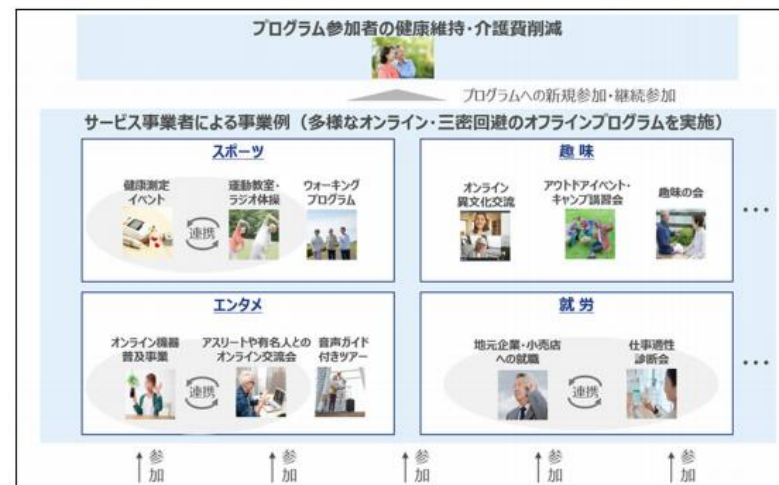 プログラム参加者の健康維持・介護費削減
プログラムへの新規参加・継続参加
サービス事業者による事業例（多様なオンライン・三密回避のオフラインプログラムを実施）
スポーツ
健康測定
イベント
連携
運動教室・
ラジオ体操
ウォーキング
プログラム
趣味
オンライン
異文化交流
アウトドアイベント・
キャンプ講習会
趣味の会
…
エンタメ
オンライン機器
普及事業
連携
アスリートや有名人との
オンライン交流会
音声ガイド
付きツアー
就労
地元企業・小売店
への就職
連携
仕事適性
診断会
…
参加
参加
参加
参加
参加